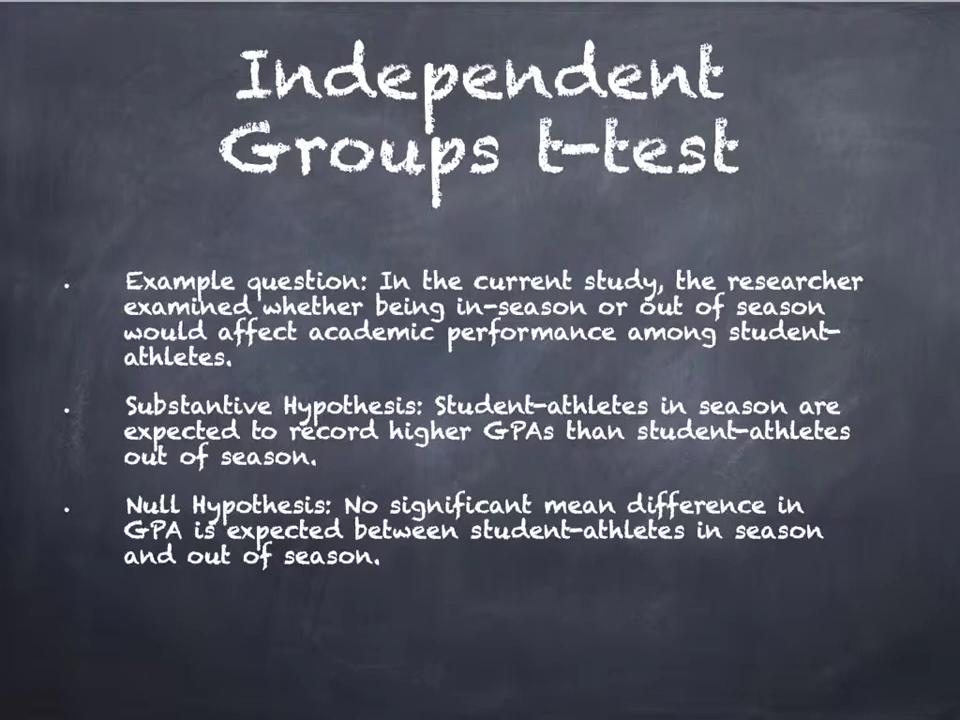 Independent
Groups t-test
. Example question: In the current study, the researcher
examined whether being in-season or out of season
would affect academic performance among student-
athletes.
. Substantive Hypothesis: Student-athletes in season are
expected to record higher GPAs than student-athletes
out of season.
. Null Hypothesis: No significant mean difference in
GPA is expected between student-athletes in season
and out of season.